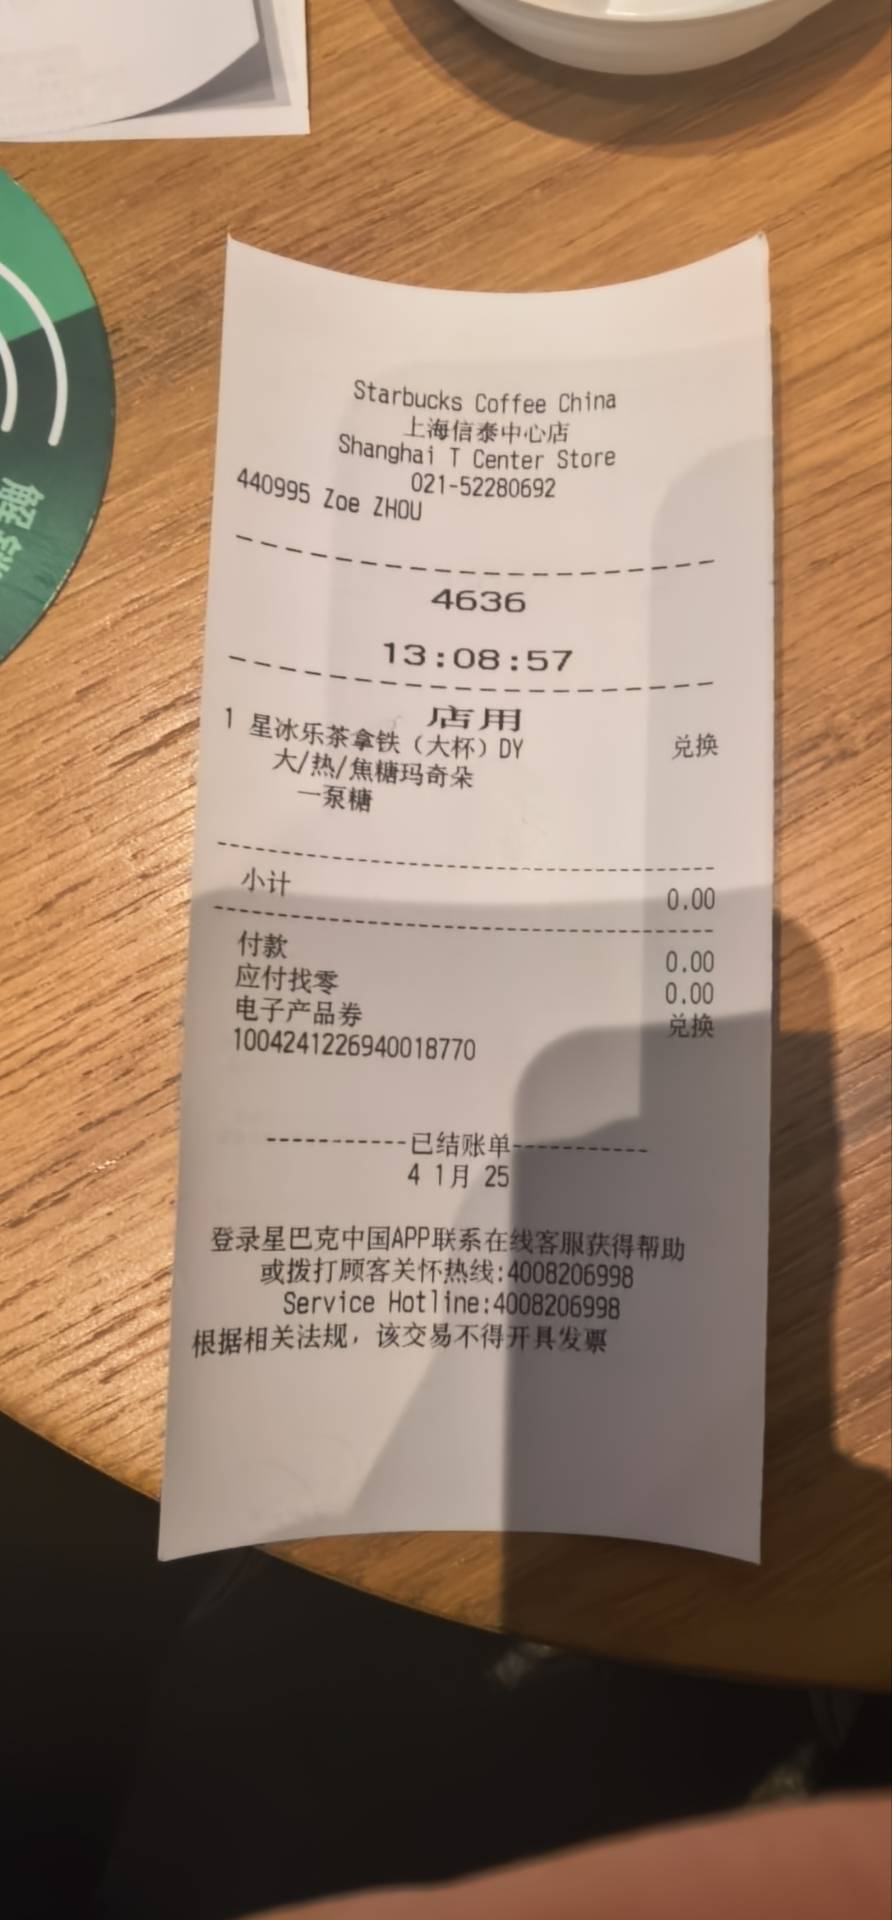 Starbucks Coffee China
上海信泰中心店
Shanghai T Center Store
021-52280692
440995 Zoe ZHOU
4636
13:08:57
店用
1 星冰乐茶拿铁（大杯）DY 兑换
大/热/焦糖玛奇朵
一泵糖
小计 0.00
付款 0.00
应付找零 0.00
电子产品券 兑换
1004241226940018770
-----------已结账单-----------
4 1月 25
登录星巴克中国APP联系在线客服获得帮助
或拨打顾客关怀热线:4008206998
Service Hotline:4008206998
根据相关法规，该交易不得开具发票
解